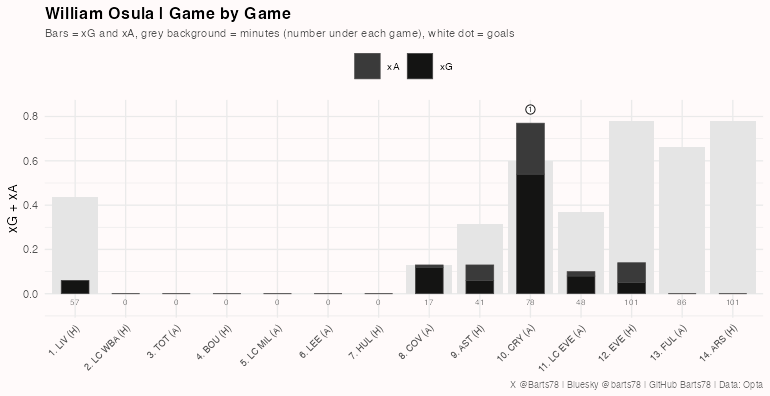 William Osula | Game by Game
Bars = xG and xA, grey background = minutes (number under each game), white dot = goals
xA xG
xG + xA
0.8
0.6
0.4
0.2
0.0
1
57 0 0 0 0 0 0 17 41 78 48 101 86 101
1. LIV (H)
2. LC WBA (H)
3. TOT (A)
4. BOU (H)
5. LC MIL (A)
6. LEE (A)
7. HUL (H)
8. COV (A)
9. AST (H)
10. CRY (A)
11. LC EVE (A)
12. EVE (H)
13. FUL (A)
14. ARS (H)
X @Barts78 | Bluesky @barts78 | GitHub Barts78 | Data: Opta